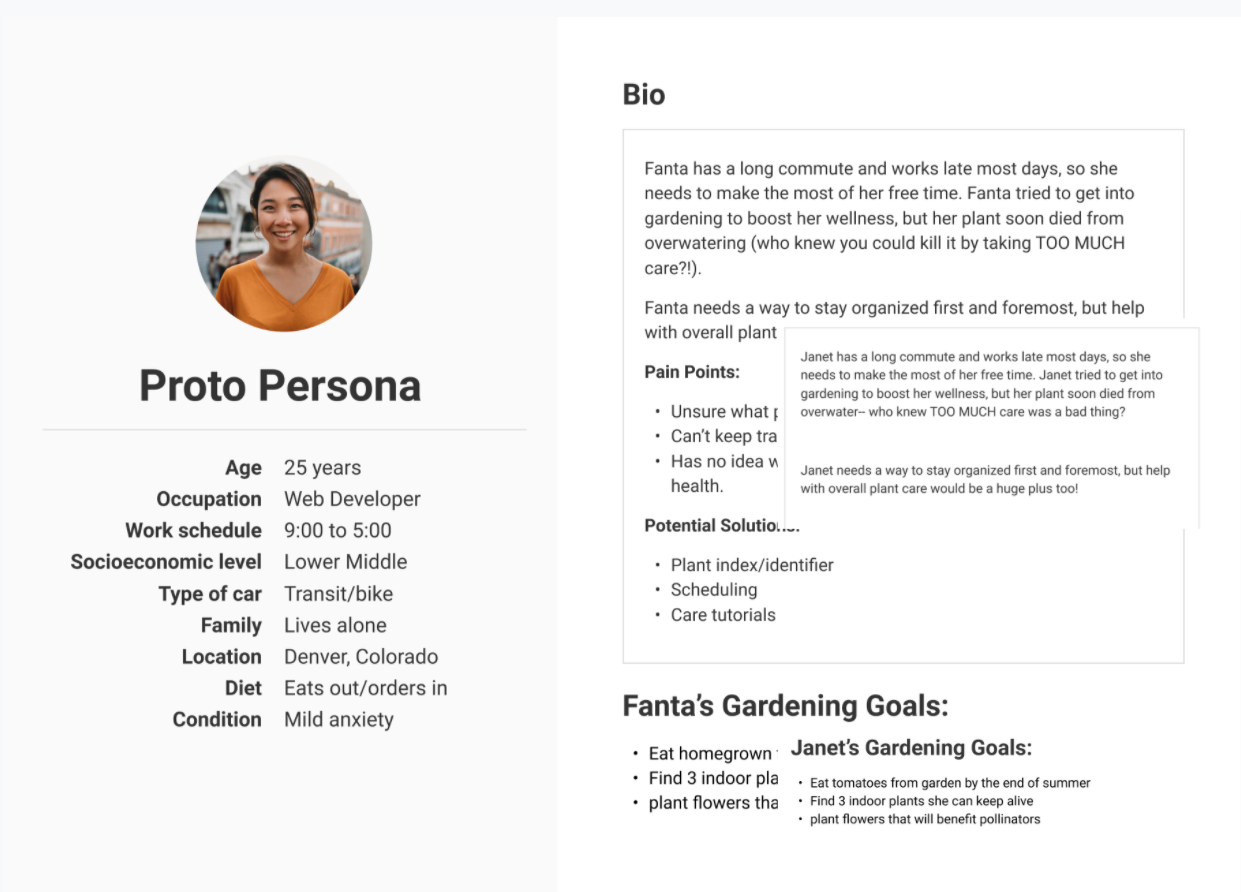 Proto Persona
Age 25 years
Occupation Web Developer
Work schedule 9:00 to 5:00
Socioeconomic level Lower Middle
Type of car Transit/bike
Family Lives alone
Location Denver, Colorado
Diet Eats out/orders in
Condition Mild anxiety
Bio
Fanta has a long commute and works late most days, so she
needs to make the most of her free time. Fanta tried to get into
gardening to boost her wellness, but her plant soon died from
overwatering (who knew you could kill it by taking TOO MUCH
care?!).
Fanta needs a way to stay organized first and foremost, but help
with overall plant
Pain Points:
• Unsure what
• Can't keep
• Has no idea
health.
Potential Solutions:
• Plant index/identifier
• Scheduling
• Care tutorials
Janet has a long commute and works late most days, so she
needs to make the most of her free time. Janet tried to get into
gardening to boost her wellness, but her plant soon died from
overwater-- who knew TOO MUCH care was a bad thing?
Janet needs a way to stay organized first and foremost, but help
with overall plant care would be a huge plus too!
Fanta's Gardening Goals:
• Eat homegrown
• Find 3 indoor
• plant flowers
Janet's Gardening Goals:
• Eat tomatoes from garden by the end of summer
• Find 3 indoor plants she can keep alive
• plant flowers that will benefit pollinators